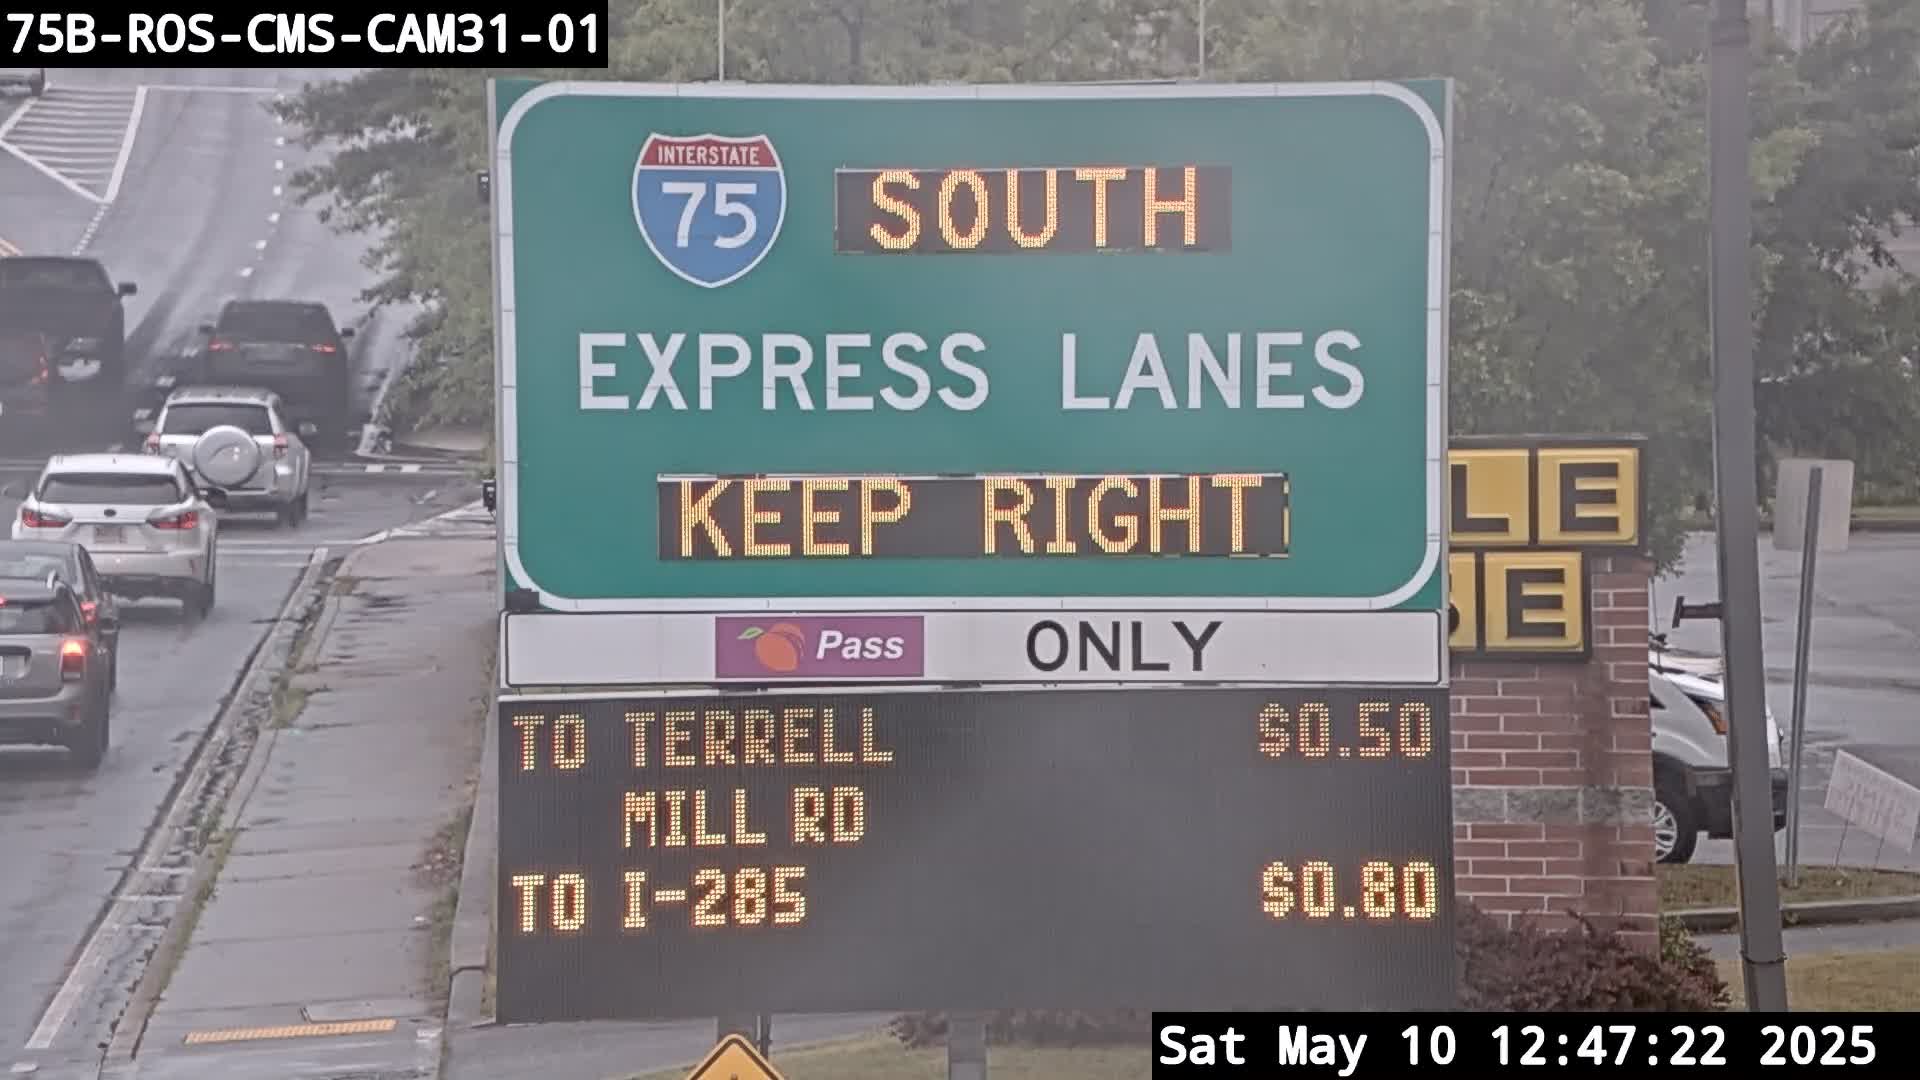 75B-ROS-CMS-CAM31-01
INTERSTATE
75
SOUTH
EXPRESS LANES
KEEP RIGHT
Pass ONLY
TO TERRELL $0.50
MILL RD
TO I-285 $0.80
LE
E
Sat May 10 12:47:22 2025